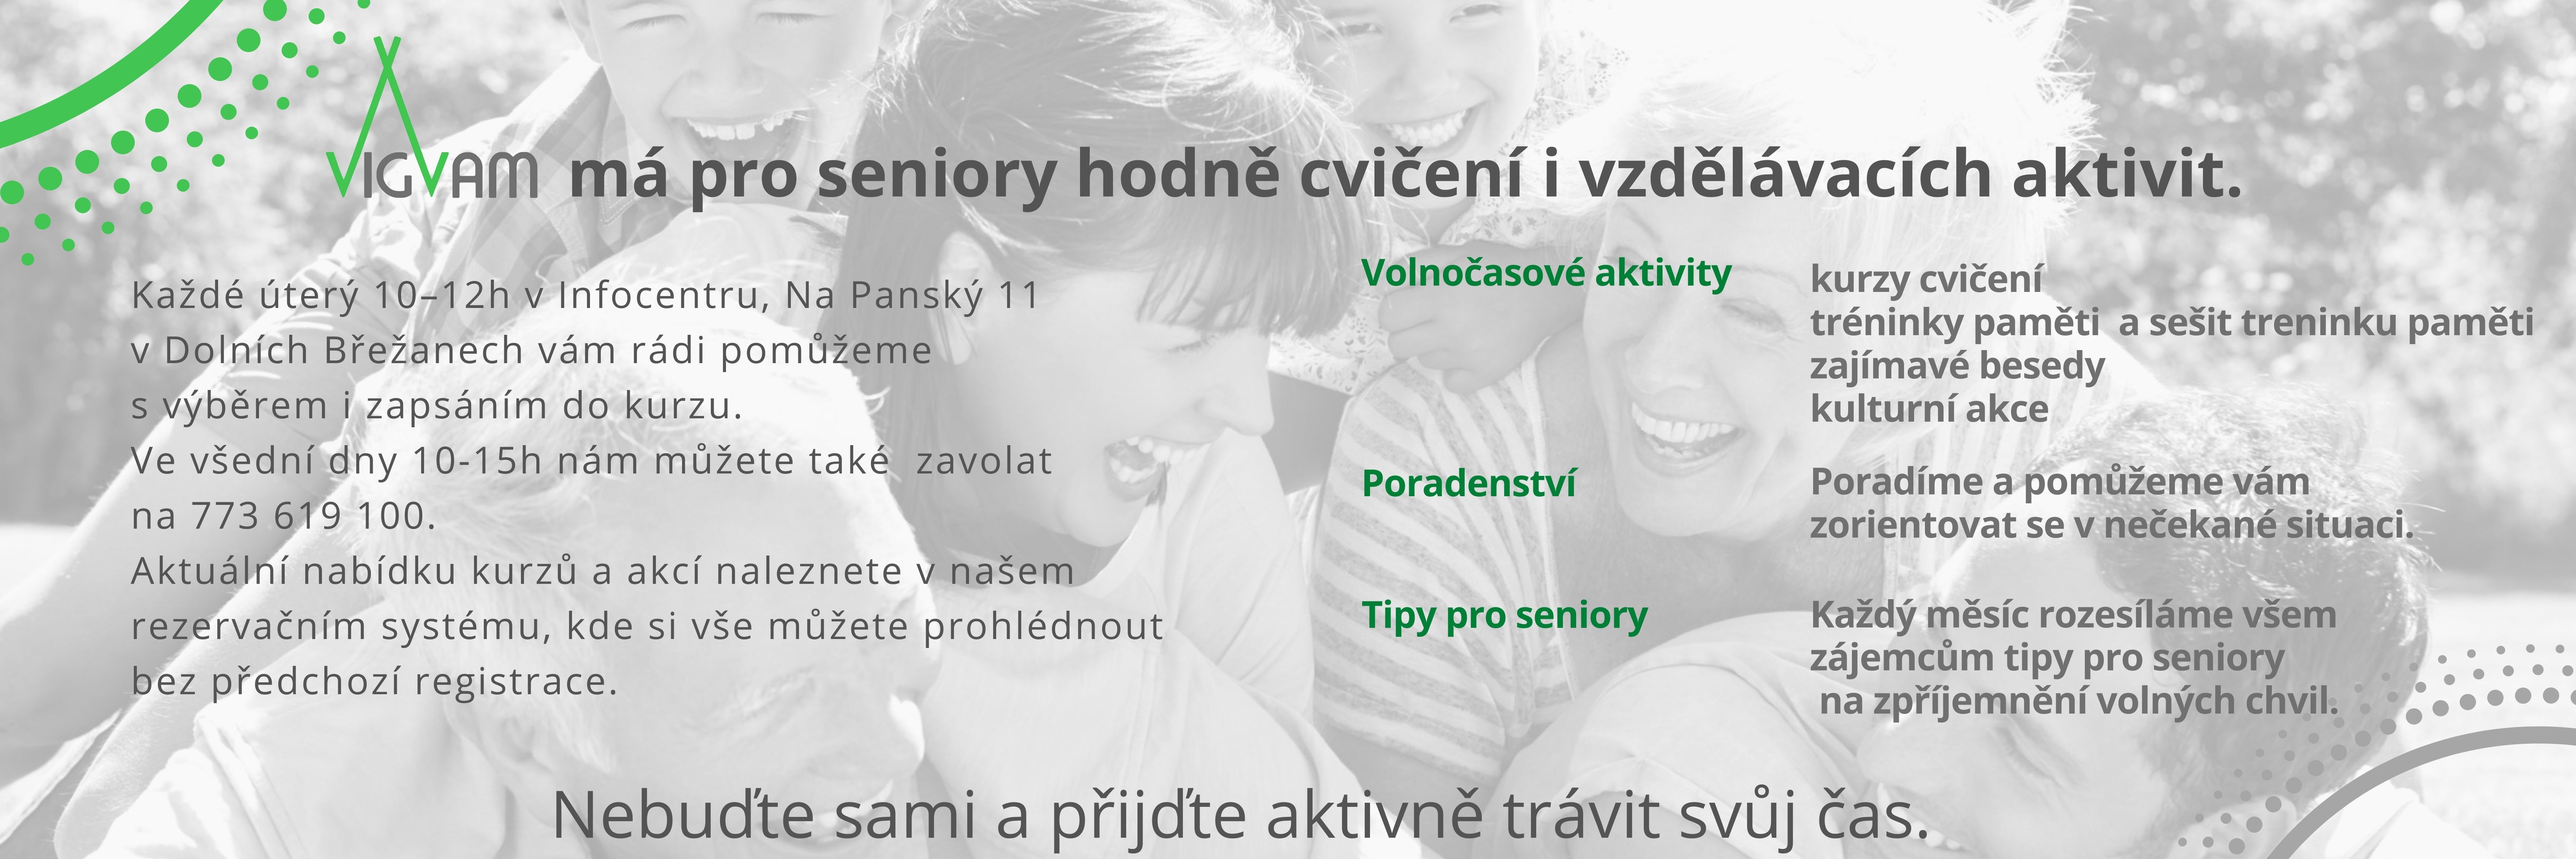 VIGVAM má pro seniory hodně cvičení i vzdělávacích aktivit.
Každé úterý 10–12h v Infocentru, Na Panský 11
v Dolních Břežanech vám rádi pomůžeme
s výběrem i zapsáním do kurzu.
Ve všední dny 10-15h nám můžete také  zavolat
na 773 619 100.
Aktuální nabídku kurzů a akcí naleznete v našem
rezervačním systému, kde si vše můžete prohlédnout
bez předchozí registrace.
Volnočasové aktivity
kurzy cvičení
tréninky paměti  a sešit treninku paměti
zajímavé besedy
kulturní akce
Poradenství
Poradíme a pomůžeme vám
zorientovat se v nečekané situaci.
Tipy pro seniory
Každý měsíc rozesíláme všem
zájemcům tipy pro seniory
na zpříjemnění volných chvil.
Nebuďte sami a přijďte aktivně trávit svůj čas.